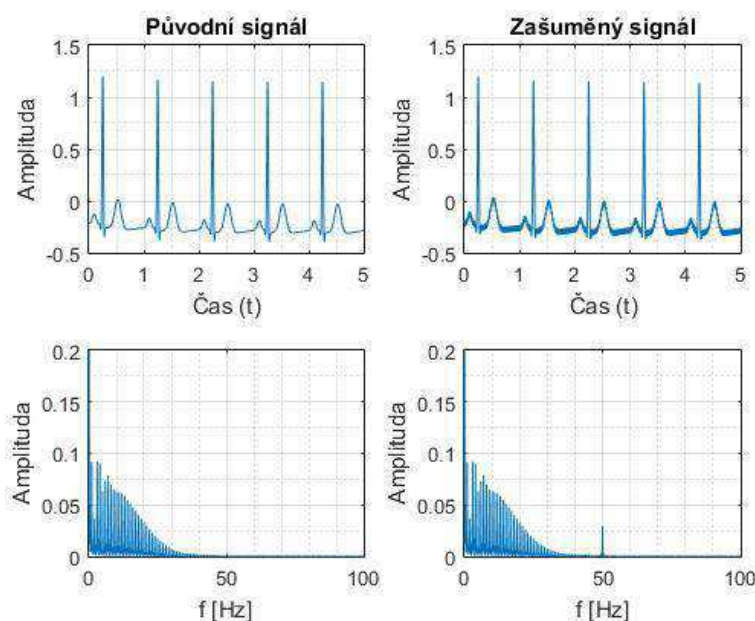 Původní signál
1.5
1
0.5
0
-0.5
Amplituda
0 1 2 3 4 5
Čas (t)
Zašuměný signál
1.5
1
0.5
0
-0.5
Amplituda
0 1 2 3 4 5
Čas (t)
0.2
0.15
0.1
0.05
0
Amplituda
0 50 100
f [Hz]
0.2
0.15
0.1
0.05
0
Amplituda
0 50 100
f [Hz]